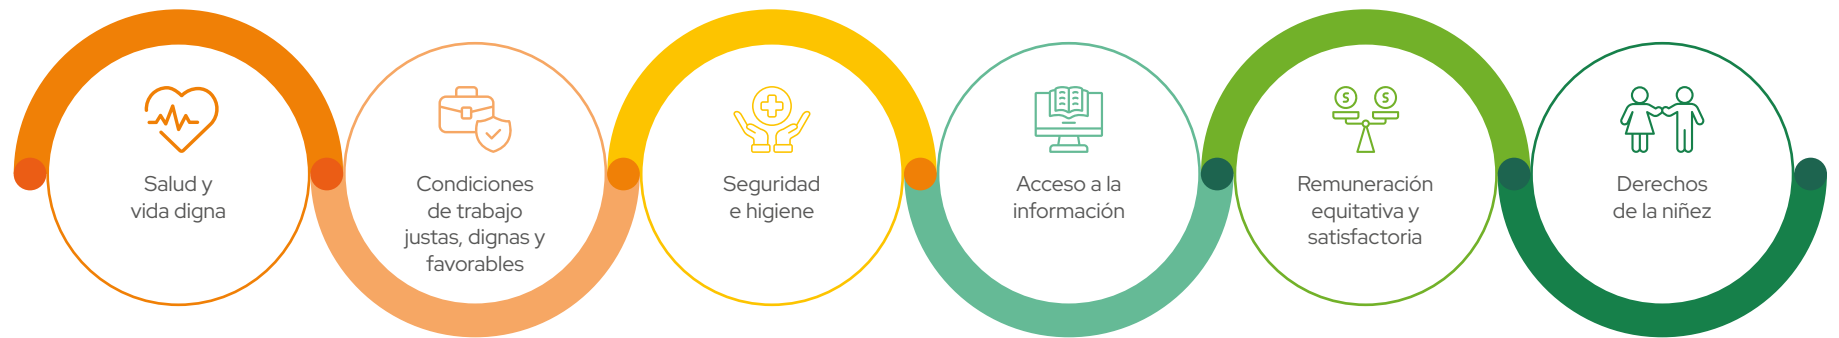 Salud y
vida digna
Condiciones
de trabajo
justas, dignas y
favorables
Seguridad
e higiene
Acceso a la
información
Remuneración
equitativa y
satisfactoria
Derechos
de la niñez